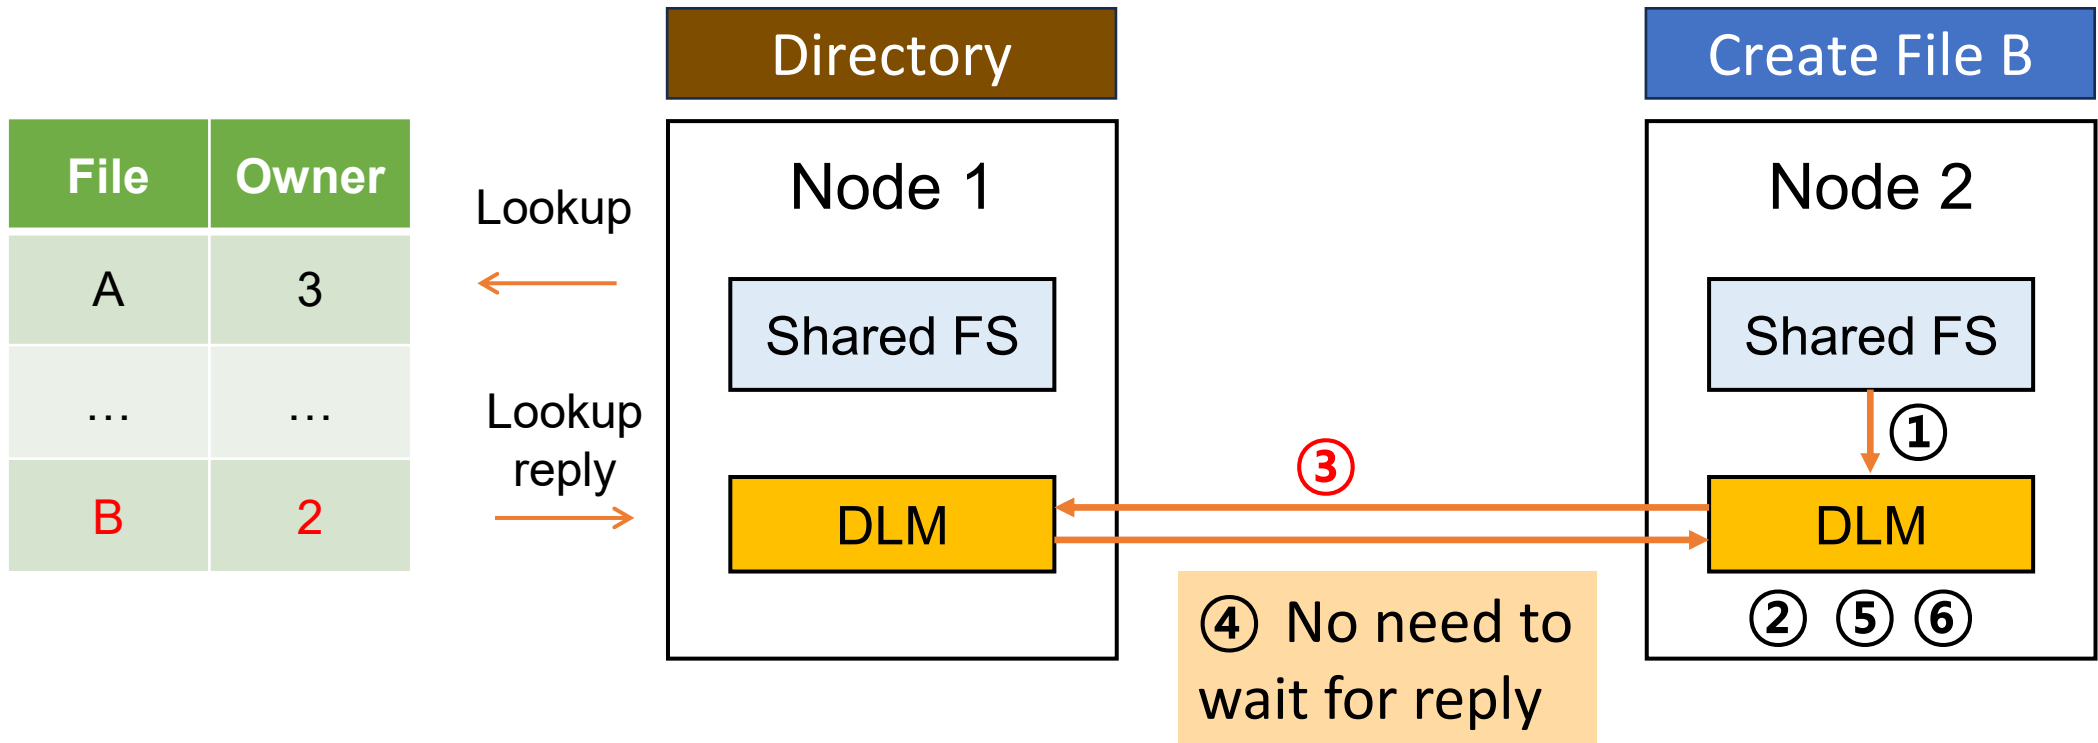 Directory
Create File B
File Owner
A 3
… …
B 2
Lookup
Lookup
reply
Node 1
Shared FS
DLM
③
④ No need to
wait for reply
Node 2
Shared FS
①
DLM
② ⑤ ⑥